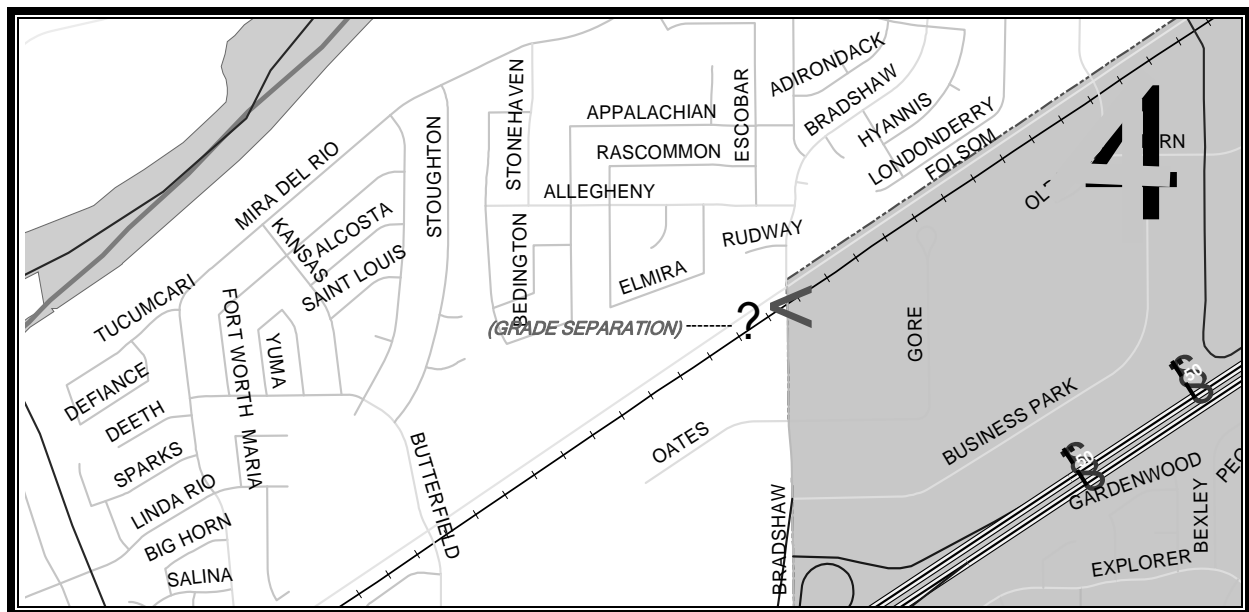 ADIRONDACK
STONEHAVEN
ESCOBAR
BRADSHAW
APPALACHIAN
HYANNIS
STOUGHTON
RASCOMMON
LONDONDERRY
FOLSOM
4
MIRA DEL RIO
ALLEGHENY
KANSAS
ALCOSTA
BEDINGTON
RUDWAY
SAINT LOUIS
ELMIRA
TUCUMCARI
FORT WORTH
(GRADE SEPARATION)
?
GORE
YUMA
DEFIANCE
DEETH
MARIA
BUSINESS PARK
50
OATES
SPARKS
BUTTERFIELD
50
GARDENWOOD
LINDA RIO
BRADSHAW
BEXLEY
BIG HORN
SALINA
EXPLORER